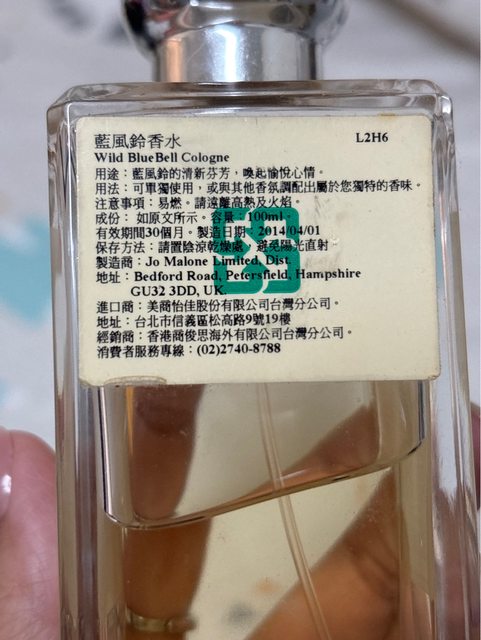 藍風鈴香水 L2H6
Wild BlueBell Cologne
用途：藍風鈴的清新芬芳，喚起愉悅心情。
用法：可單獨使用，或與其他香氛調配出屬於您獨特的香味。
注意事項：易燃。請遠離高熱及火焰。
成份： 如原文所示。容量：100ml。
有效期間30個月。製造日期：2014/04/01
保存方法：請置陰涼乾燥處，避免陽光直射。
製造商：Jo Malone Limited, Dist.
地址：Bedford Road, Petersfield, Hampshire
GU32 3DD, UK.
進口商：美商怡佳股份有限公司台灣分公司。
地址：台北市信義區松高路9號19樓
經銷商：香港商俊思海外有限公司台灣分公司。
消費者服務專線：(02)2740-8788